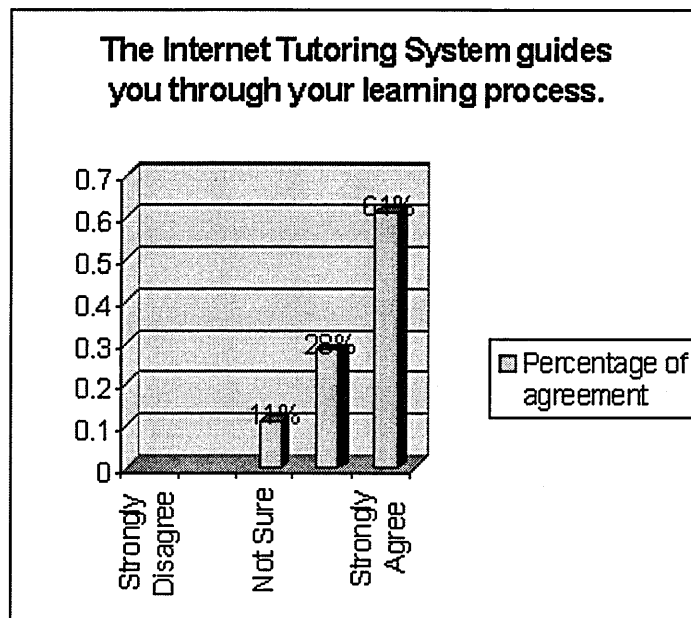 The Internet Tutoring System guides
you through your learning process.
0.7
0.6
0.5
0.4
0.3
0.2
0.1
0
61%
28%
11%
Strongly
Disagree
Not Sure
Strongly
Agree
Percentage of
agreement